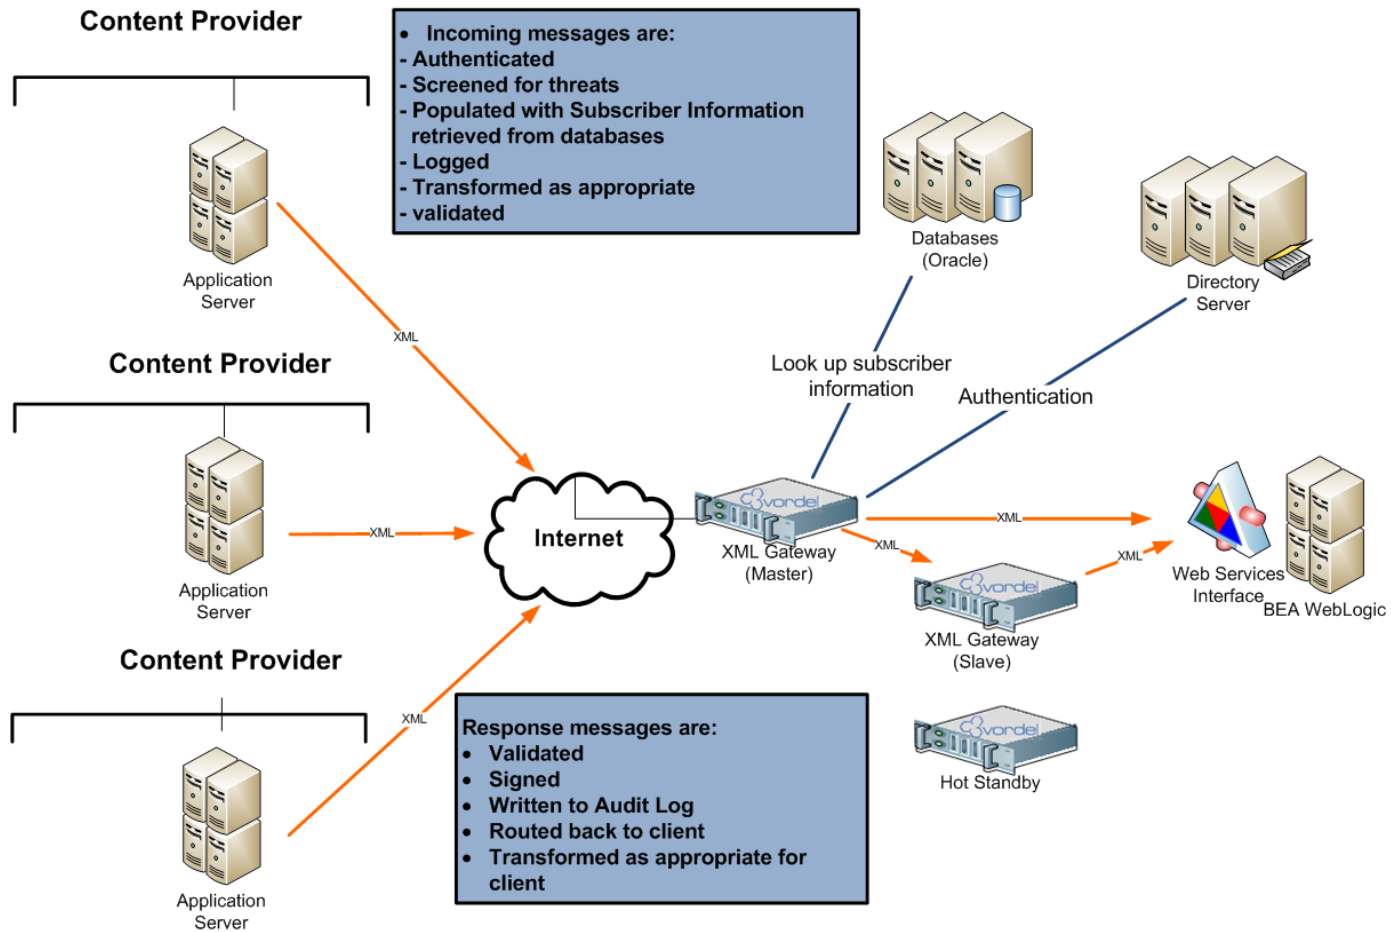 Content Provider
• Incoming messages are:
- Authenticated
- Screened for threats
- Populated with Subscriber Information
retrieved from databases
- Logged
- Transformed as appropriate
- validated
Application
Server
XML
Databases
(Oracle)
Directory
Server
Look up subscriber
information
Authentication
Content Provider
Application
Server
XML
Internet
vordel
XML Gateway
(Master)
XML
XML
vordel
XML Gateway
(Slave)
XML
Web Services
Interface
BEA WebLogic
vordel
Hot Standby
Content Provider
Application
Server
XML
Response messages are:
• Validated
• Signed
• Written to Audit Log
• Routed back to client
• Transformed as appropriate for
client